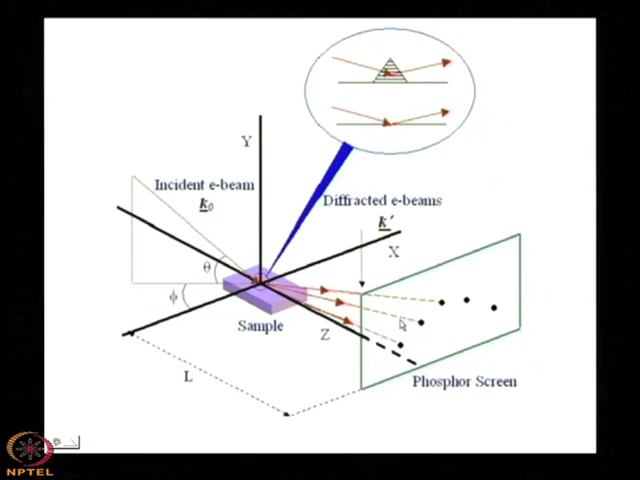 Y
Incident e-beam
k0
Diffracted e-beams
k′
X
θ
ϕ
Sample
Z
L
Phosphor Screen
NPTEL